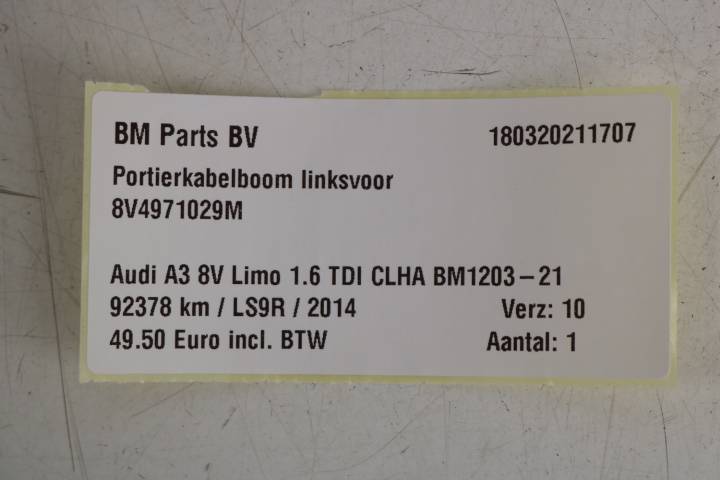 BM Parts BV 180320211707
Portierkabelboom linksvoor
8V4971029M
Audi A3 8V Limo 1.6 TDI CLHA BM1203-21
92378 km / LS9R / 2014 Verz: 10
49.50 Euro incl. BTW Aantal: 1